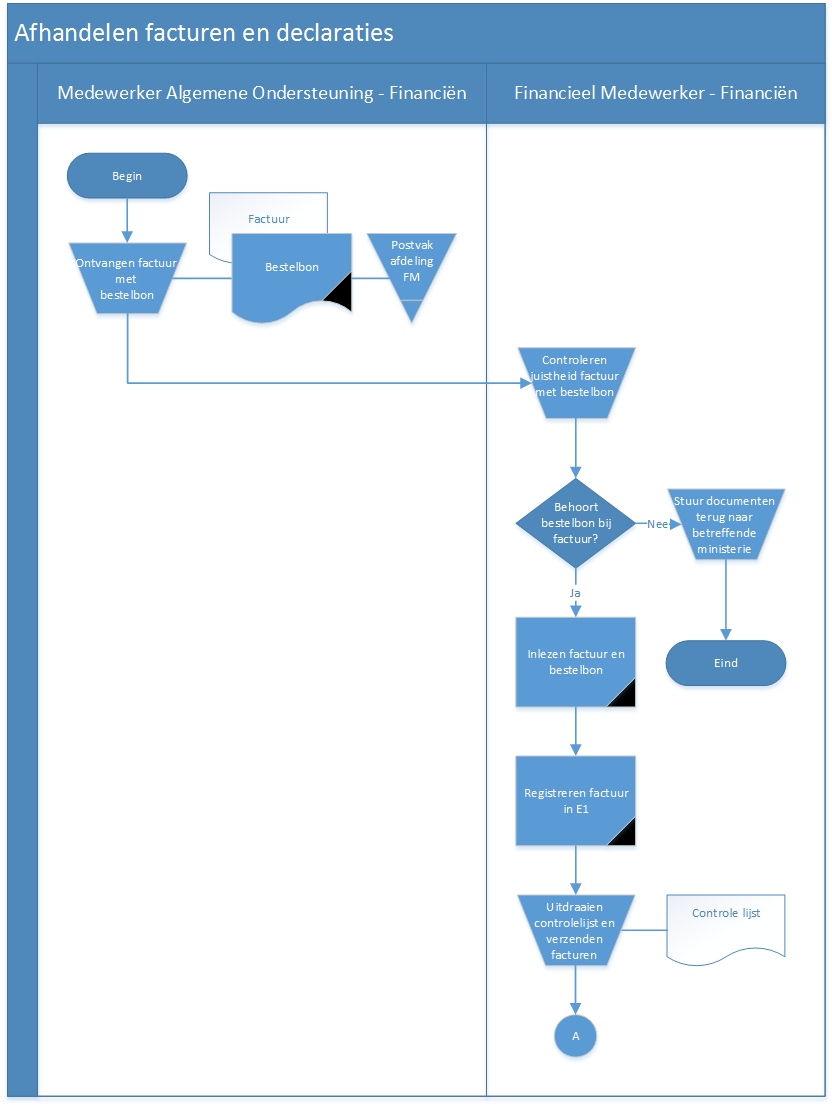 Afhandelen facturen en declaraties
Medewerker Algemene Ondersteuning - Financiën
Financieel Medewerker - Financiën
Begin
Factuur
Ontvangen factuur
met
bestelbon
Bestelbon
Postvak
afdeling
FM
Controleren
juistheid factuur
met bestelbon
Behoort
bestelbon bij
factuur?
Nee
Stuur documenten
terug naar
betreffende
ministerie
Ja
Inlezen factuur en
bestelbon
Eind
Registreren factuur
in E1
Uitdraaien
controlelijst en
verzenden
facturen
Controle lijst
A